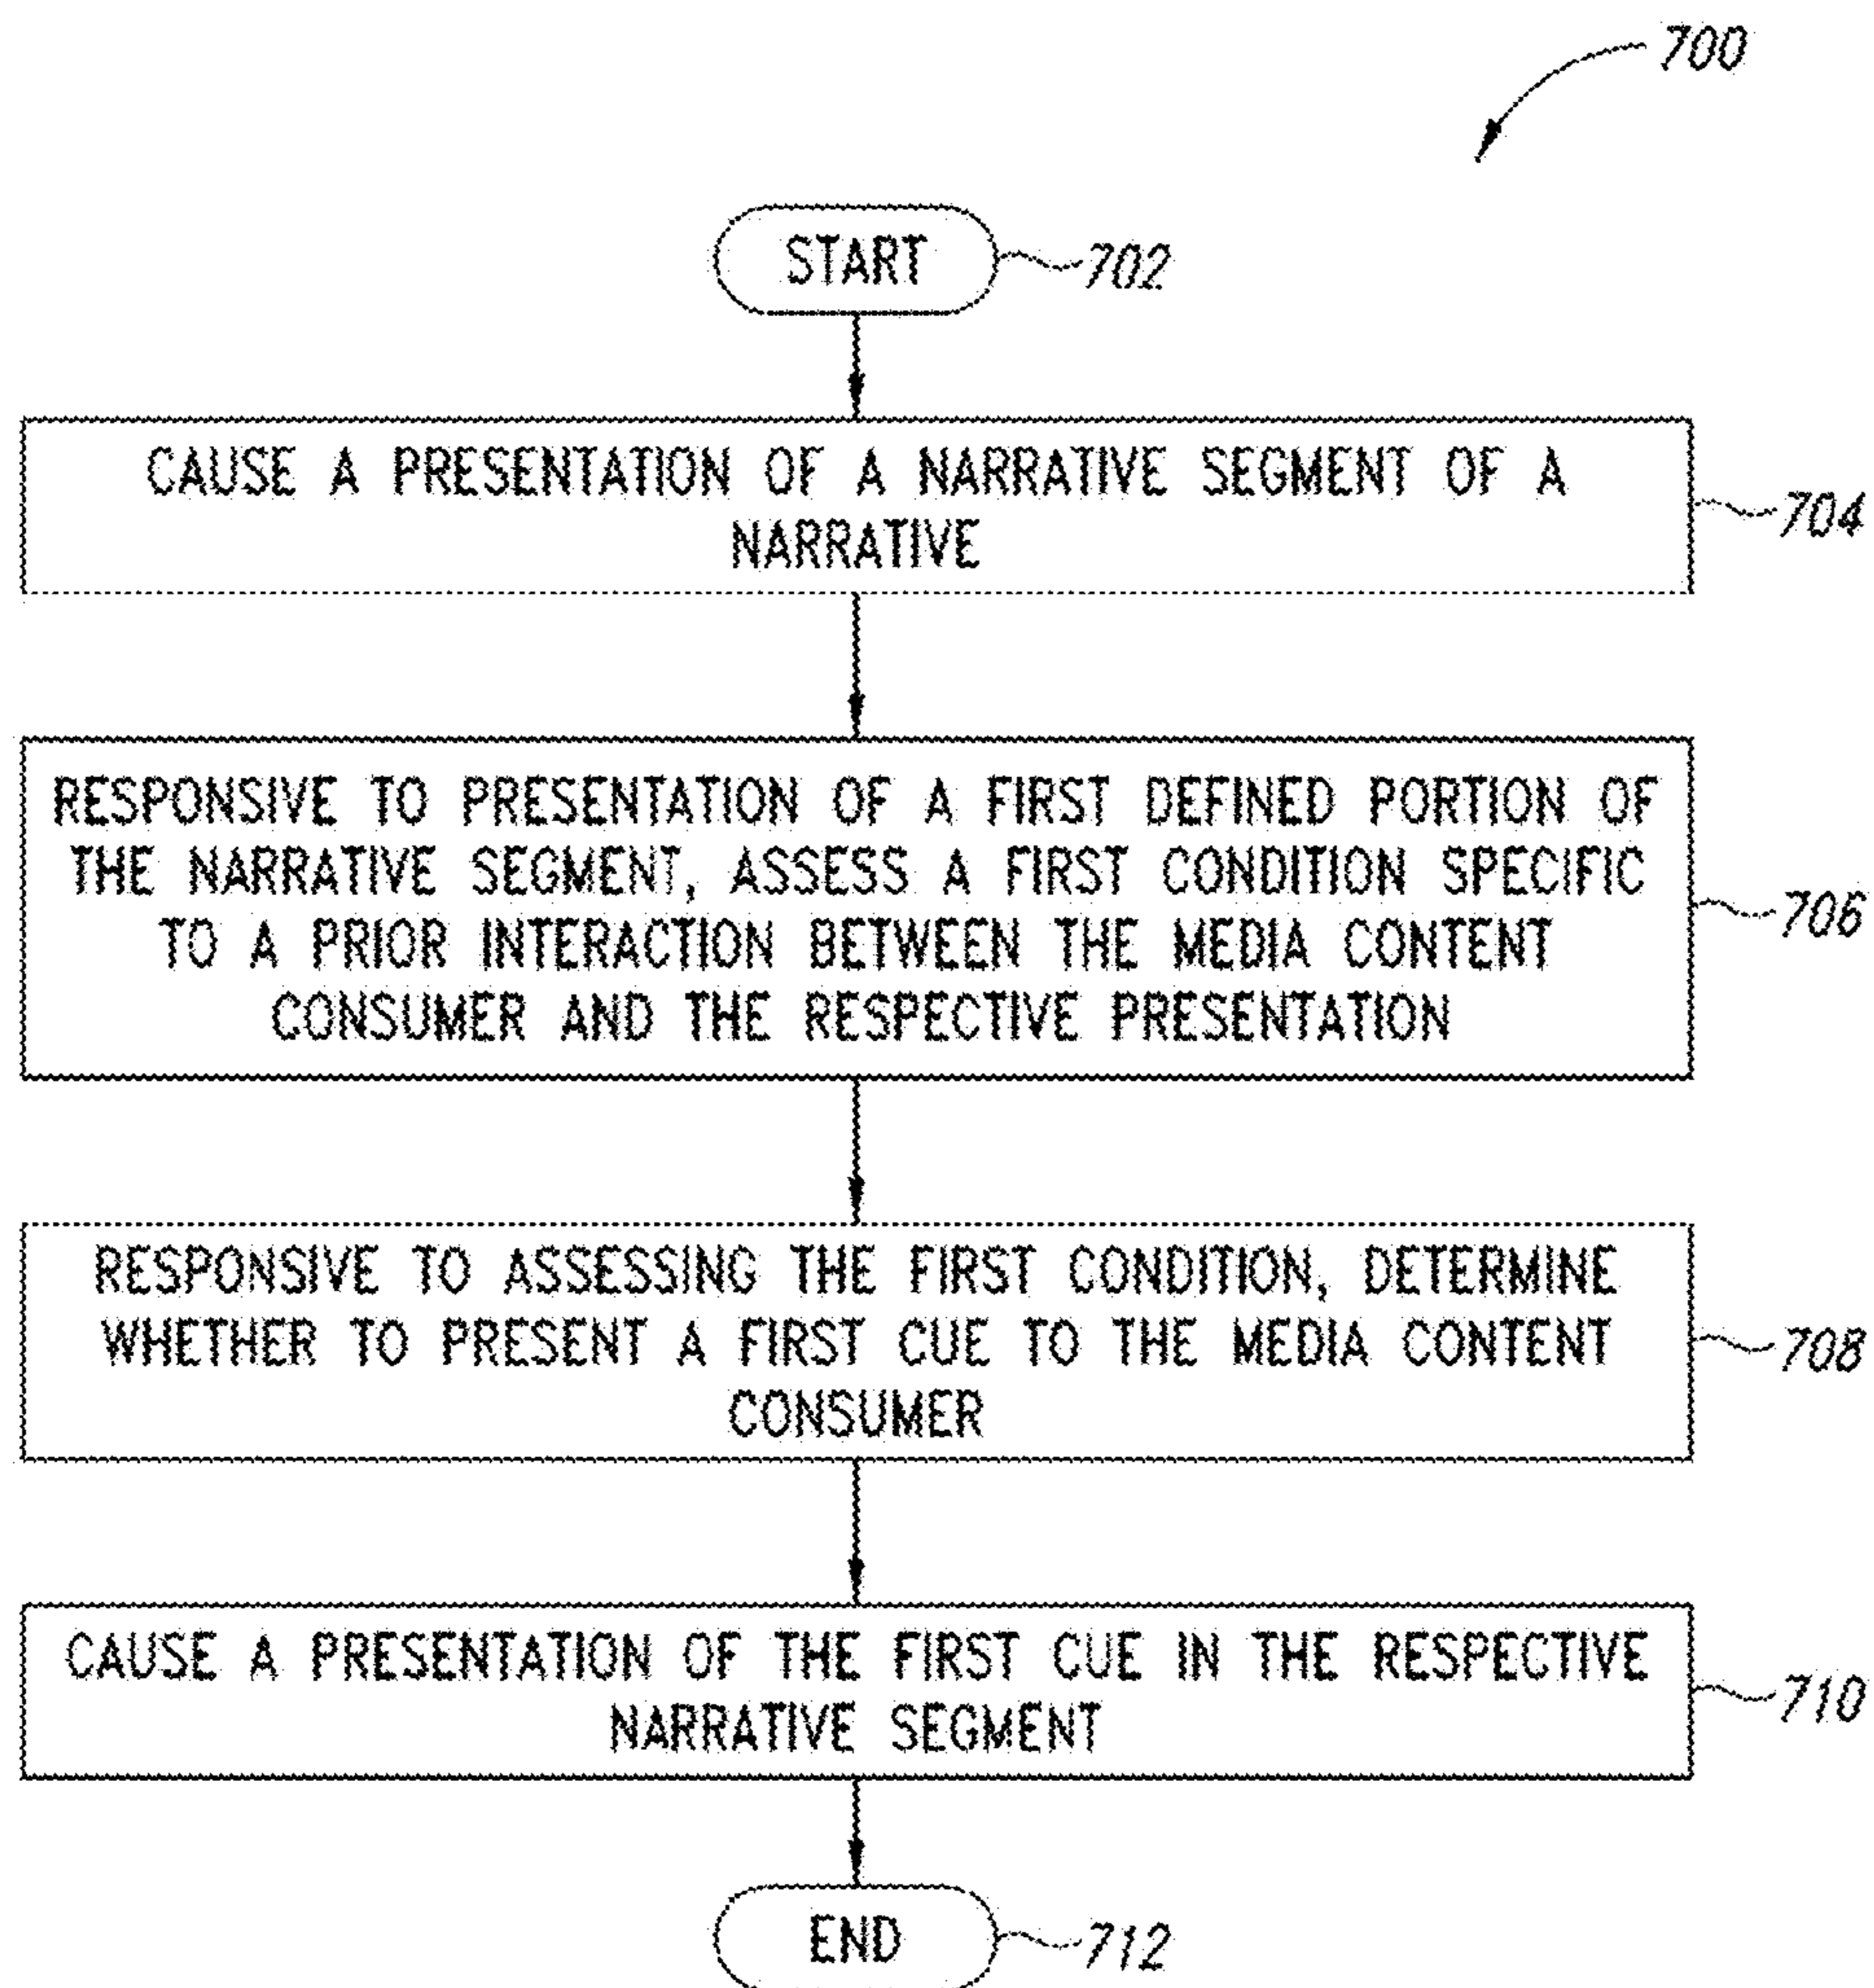 700
START
702
CAUSE A PRESENTATION OF A NARRATIVE SEGMENT OF A
NARRATIVE
704
RESPONSIVE TO PRESENTATION OF A FIRST DEFINED PORTION OF
THE NARRATIVE SEGMENT, ASSESS A FIRST CONDITION SPECIFIC
TO A PRIOR INTERACTION BETWEEN THE MEDIA CONTENT
CONSUMER AND THE RESPECTIVE PRESENTATION
706
RESPONSIVE TO ASSESSING THE FIRST CONDITION, DETERMINE
WHETHER TO PRESENT A FIRST CUE TO THE MEDIA CONTENT
CONSUMER
708
CAUSE A PRESENTATION OF THE FIRST CUE IN THE RESPECTIVE
NARRATIVE SEGMENT
710
END
712